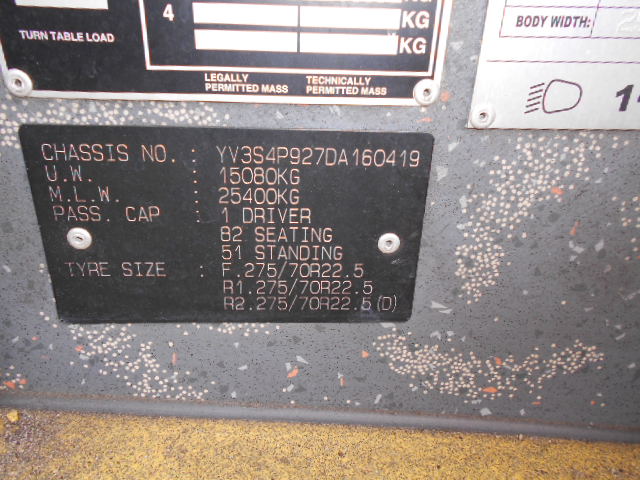 KG
4
KG
TURN TABLE LOAD
KG
LEGALLY TECHNICALLY
PERMITTED MASS PERMITTED MASS
BODY WIDTH:
CHASSIS NO. : YV3S4P927DA160419
U.W. : 15080KG
M.L.W. : 25400KG
PASS. CAP : 1 DRIVER
82 SEATING
51 STANDING
TYRE SIZE : F.275/70R22.5
R1.275/70R22.5
R2.275/70R22.5(D)